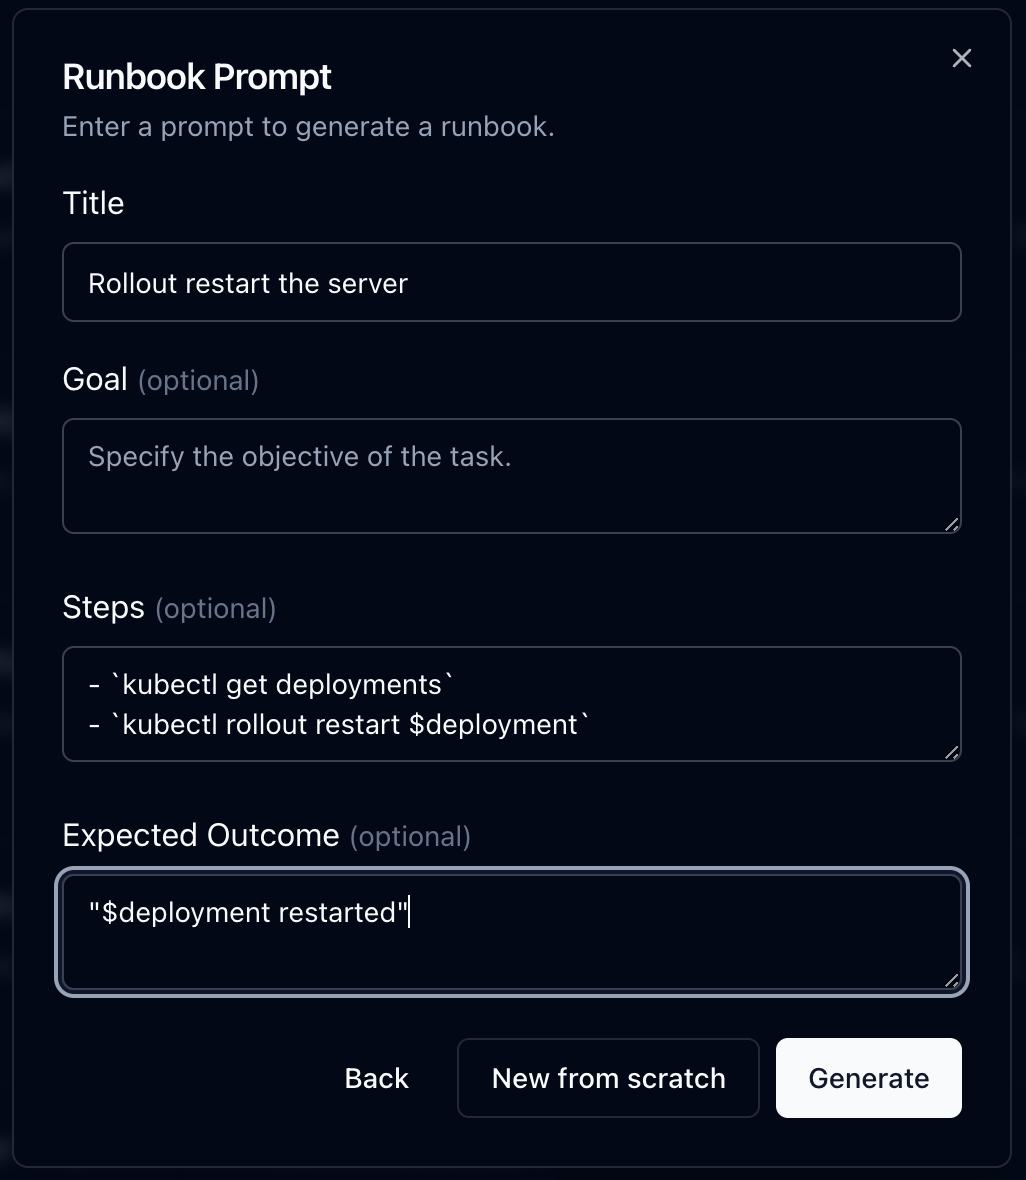 Runbook Prompt
Enter a prompt to generate a runbook.
Title
Rollout restart the server
Goal (optional)
Specify the objective of the task.
Steps (optional)
- `kubectl get deployments`
- `kubectl rollout restart $deployment`
Expected Outcome (optional)
"$deployment restarted"
Back New from scratch Generate